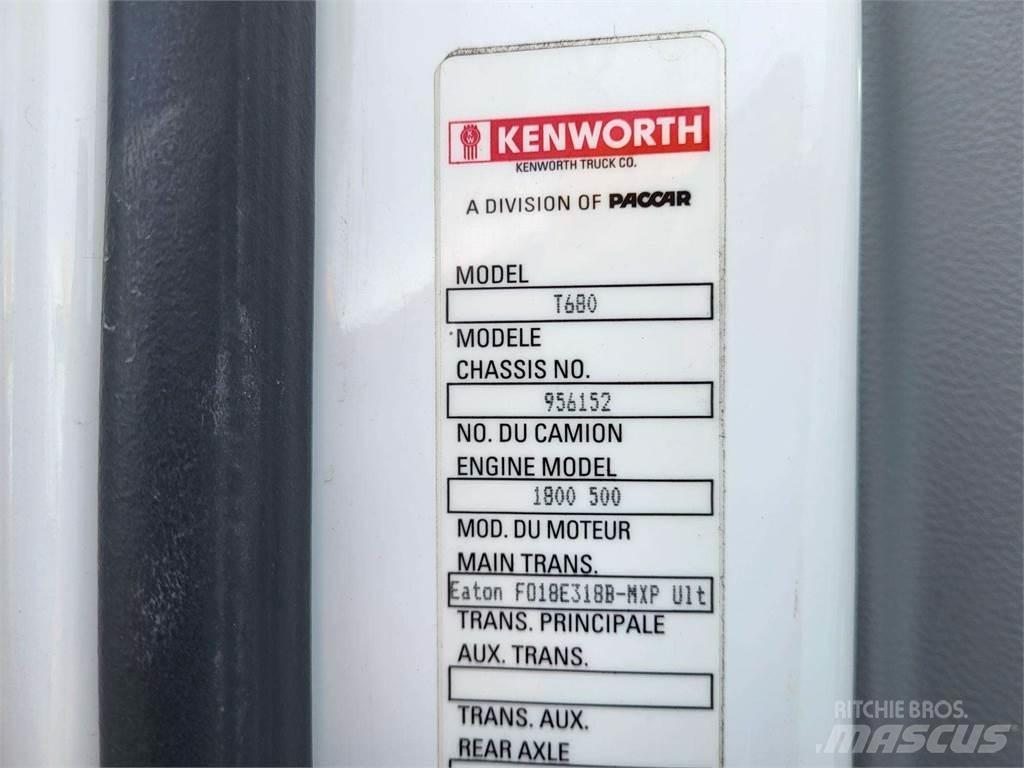 KW KENWORTH
KENWORTH TRUCK CO.
A DIVISION OF PACCAR
MODEL
T680
MODELE
CHASSIS NO.
956152
NO. DU CAMION
ENGINE MODEL
1800 500
MOD. DU MOTEUR
MAIN TRANS.
Eaton FO18E318B-MXP Ult
TRANS. PRINCIPALE
AUX. TRANS.
TRANS. AUX.
REAR AXLE
RITCHIE BROS.
MASCUS